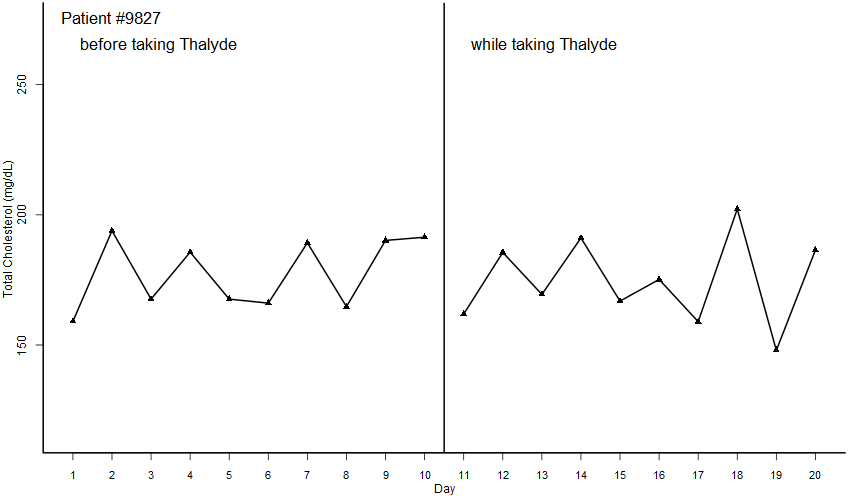 Patient #9827
before taking Thalyde
while taking Thalyde
Total Cholesterol (mg/dL)
250
200
150
1 2 3 4 5 6 7 8 9 10 11 12 13 14 15 16 17 18 19 20
Day